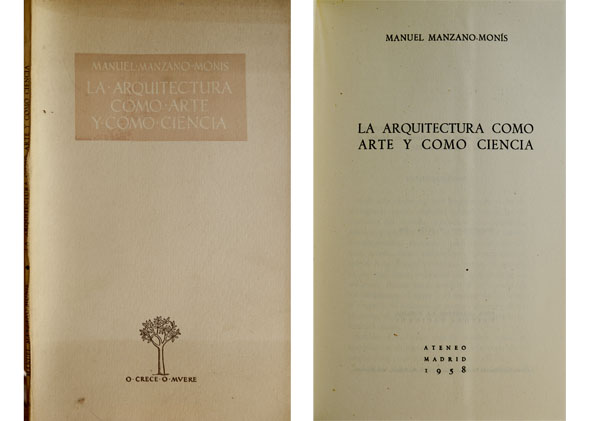 MANUEL·MANZANO-MONIS
LA·ARQUITECTURA
COMO·ARTE
Y·COMO·CIENCIA
O·CRECE·O·MVERE
MANUEL MANZANO-MONÍS
LA ARQUITECTURA COMO
ARTE Y COMO CIENCIA
ATENEO
MADRID
1958